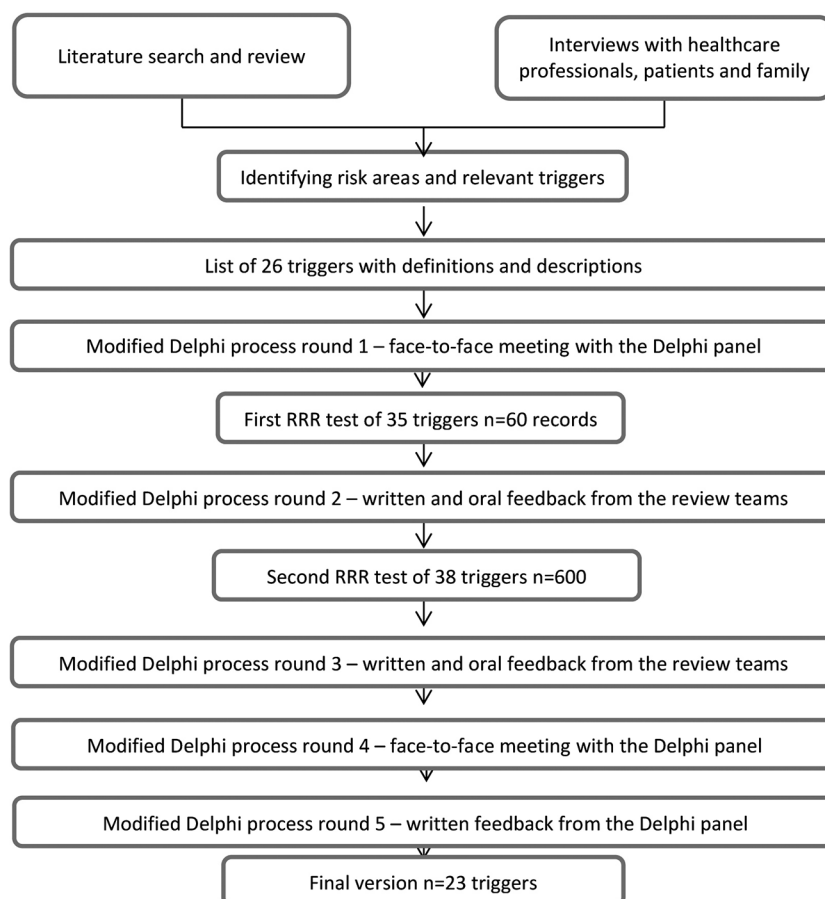 Literature search and review
Interviews with healthcare
professionals, patients and family
Identifying risk areas and relevant triggers
List of 26 triggers with definitions and descriptions
Modified Delphi process round 1 – face-to-face meeting with the Delphi panel
First RRR test of 35 triggers n=60 records
Modified Delphi process round 2 – written and oral feedback from the review teams
Second RRR test of 38 triggers n=600
Modified Delphi process round 3 – written and oral feedback from the review teams
Modified Delphi process round 4 – face-to-face meeting with the Delphi panel
Modified Delphi process round 5 – written feedback from the Delphi panel
Final version n=23 triggers